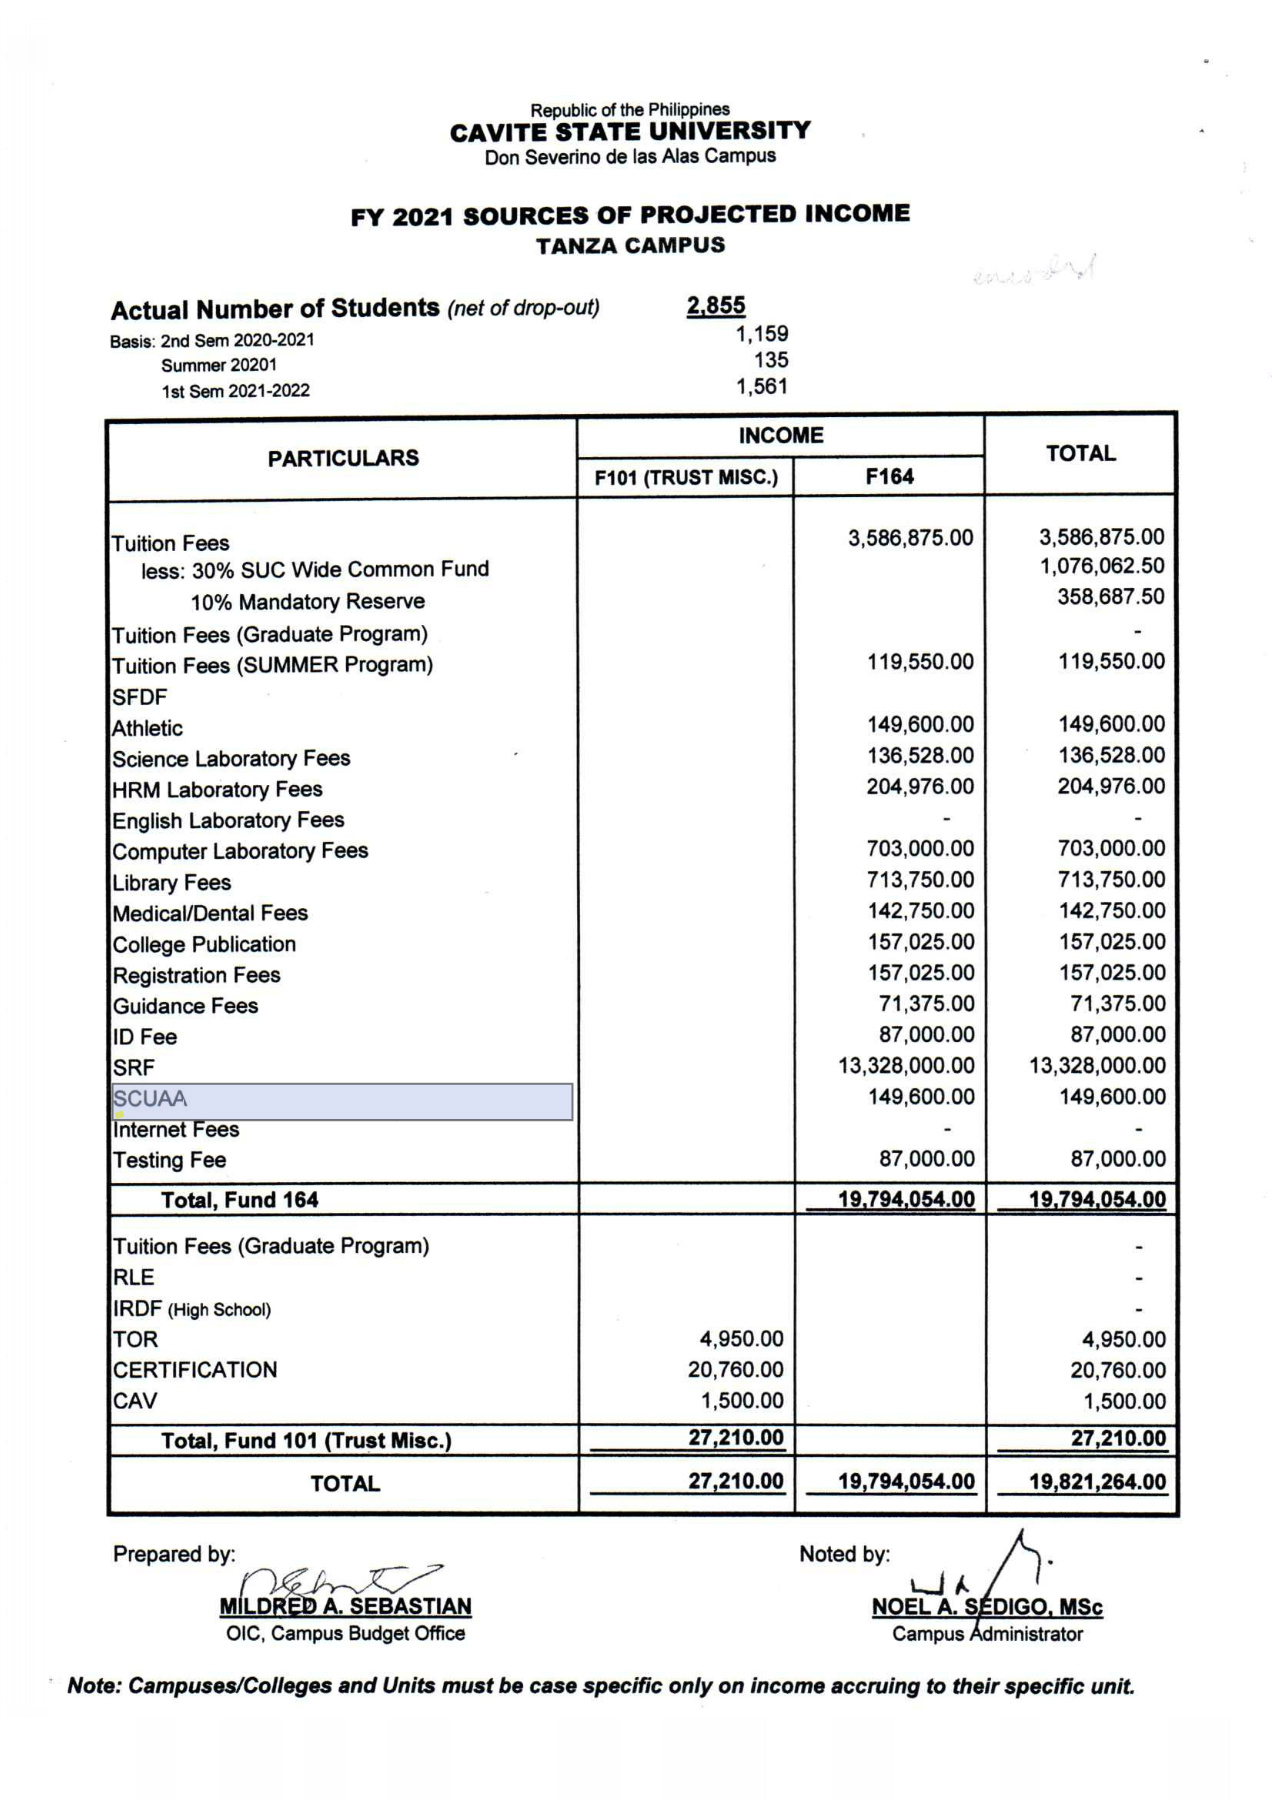 Republic of the Philippines
CAVITE STATE UNIVERSITY
Don Severino de las Alas Campus
FY 2021 SOURCES OF PROJECTED INCOME
TANZA CAMPUS
encoded
Actual Number of Students (net of drop-out) 2,855
Basis: 2nd Sem 2020-2021 1,159
Summer 20201 135
1st Sem 2021-2022 1,561
PARTICULARS INCOME TOTAL
F101 (TRUST MISC.) F164
Tuition Fees 3,586,875.00 3,586,875.00
less: 30% SUC Wide Common Fund 1,076,062.50
10% Mandatory Reserve 358,687.50
Tuition Fees (Graduate Program) -
Tuition Fees (SUMMER Program) 119,550.00 119,550.00
SFDF
Athletic 149,600.00 149,600.00
Science Laboratory Fees 136,528.00 136,528.00
HRM Laboratory Fees 204,976.00 204,976.00
English Laboratory Fees - -
Computer Laboratory Fees 703,000.00 703,000.00
Library Fees 713,750.00 713,750.00
Medical/Dental Fees 142,750.00 142,750.00
College Publication 157,025.00 157,025.00
Registration Fees 157,025.00 157,025.00
Guidance Fees 71,375.00 71,375.00
ID Fee 87,000.00 87,000.00
SRF 13,328,000.00 13,328,000.00
SCUAA 149,600.00 149,600.00
Internet Fees - -
Testing Fee 87,000.00 87,000.00
Total, Fund 164 19,794,054.00 19,794,054.00
Tuition Fees (Graduate Program) -
RLE -
IRDF (High School) -
TOR 4,950.00 4,950.00
CERTIFICATION 20,760.00 20,760.00
CAV 1,500.00 1,500.00
Total, Fund 101 (Trust Misc.) 27,210.00 27,210.00
TOTAL 27,210.00 19,794,054.00 19,821,264.00
Prepared by: Noted by:
MILDRED A. SEBASTIAN NOEL A. SEDIGO, MSc
OIC, Campus Budget Office Campus Administrator
Note: Campuses/Colleges and Units must be case specific only on income accruing to their specific unit.